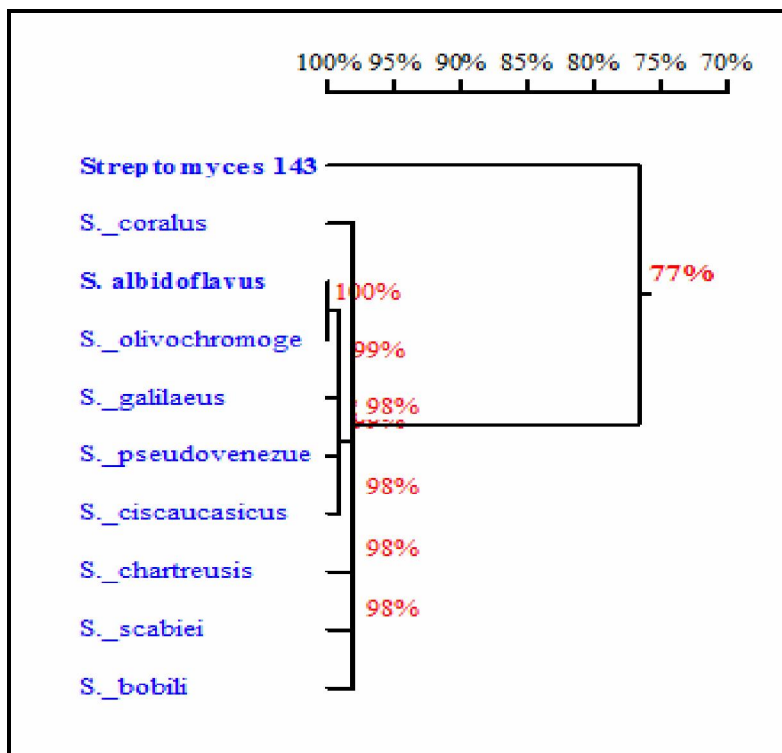 100% 95% 90% 85% 80% 75% 70%
Streptomyces 143
S._coralus
77%
S. albidoflavus
100%
S._olivochromoge
99%
S._galilaeus
98%
S._pseudovenezue
98%
S._ciscaucasicus
98%
S._chartreusis
98%
S._scabiei
S._bobili